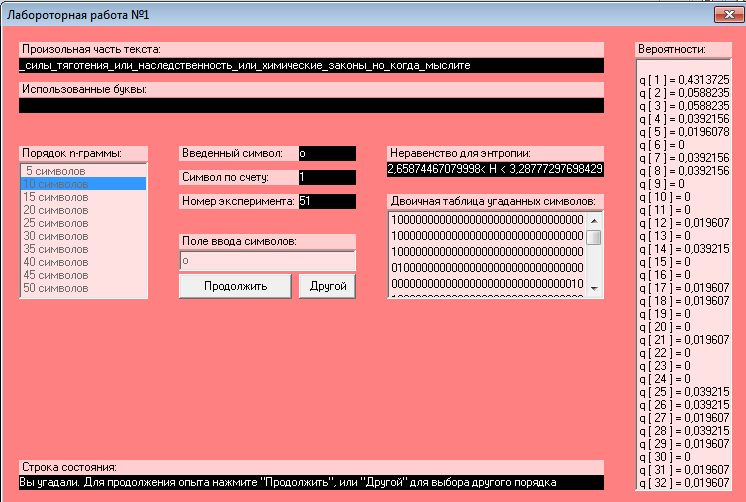 Лабороторная работа №1
Произольная часть текста:
_силы_тяготения_или_наследственность_или_химические_законы_но_когда_мыслите
Использованные буквы:
Порядок n-граммы:
5 символов
10 символов
15 символов
20 символов
25 символов
30 символов
35 символов
40 символов
45 символов
50 символов
Введенный символ: о
Символ по счету: 1
Номер эксперимента: 51
Поле ввода символов:
о
Продолжить Другой
Неравенство для энтропии:
2,65874467079998< H < 3,28777297698429
Двоичная таблица угаданных символов:
10000000000000000000000000000000
10000000000000000000000000000000
10000000000000000000000000000000
01000000000000000000000000000000
00000000000000000000000000000010
Вероятности:
q [ 1 ] = 0,4313725
q [ 2 ] = 0,0588235
q [ 3 ] = 0,0588235
q [ 4 ] = 0,0392156
q [ 5 ] = 0,0196078
q [ 6 ] = 0
q [ 7 ] = 0,0392156
q [ 8 ] = 0,0392156
q [ 9 ] = 0
q [ 10 ] = 0
q [ 11 ] = 0
q [ 12 ] = 0,019607
q [ 13 ] = 0
q [ 14 ] = 0,039215
q [ 15 ] = 0
q [ 16 ] = 0
q [ 17 ] = 0,019607
q [ 18 ] = 0,019607
q [ 19 ] = 0
q [ 20 ] = 0
q [ 21 ] = 0,019607
q [ 22 ] = 0
q [ 23 ] = 0
q [ 24 ] = 0
q [ 25 ] = 0,039215
q [ 26 ] = 0,039215
q [ 27 ] = 0,019607
q [ 28 ] = 0,039215
q [ 29 ] = 0,019607
q [ 30 ] = 0
q [ 31 ] = 0,019607
q [ 32 ] = 0,019607
Строка состояния:
Вы угадали. Для продолжения опыта нажмите "Продолжить", или "Другой" для выбора другого порядка